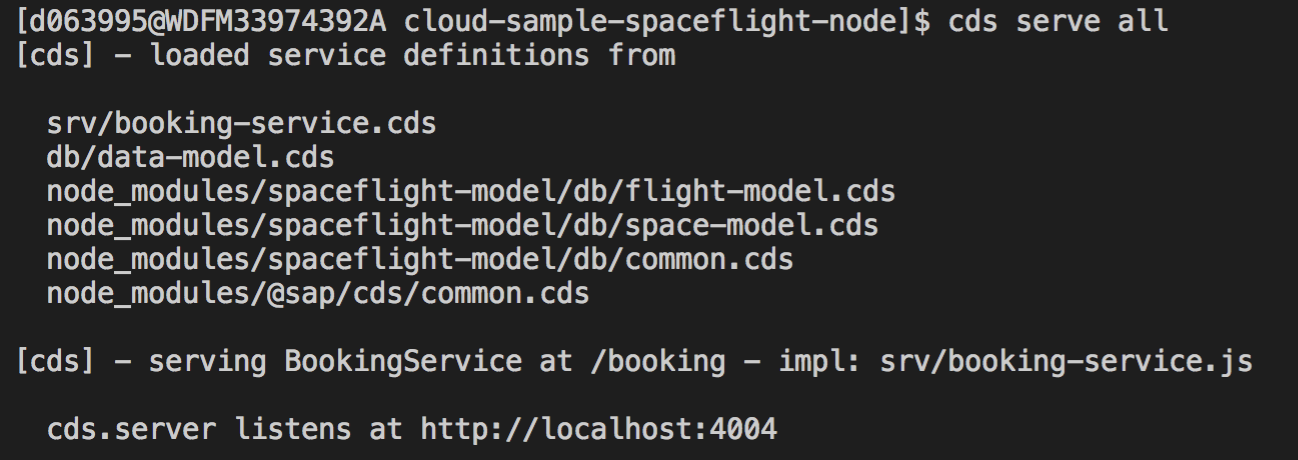 [d063995@WDFM33974392A cloud-sample-spaceflight-node]$ cds serve all
[cds] - loaded service definitions from
srv/booking-service.cds
db/data-model.cds
node_modules/spaceflight-model/db/flight-model.cds
node_modules/spaceflight-model/db/space-model.cds
node_modules/spaceflight-model/db/common.cds
node_modules/@sap/cds/common.cds
[cds] - serving BookingService at /booking - impl: srv/booking-service.js
cds.server listens at http://localhost:4004